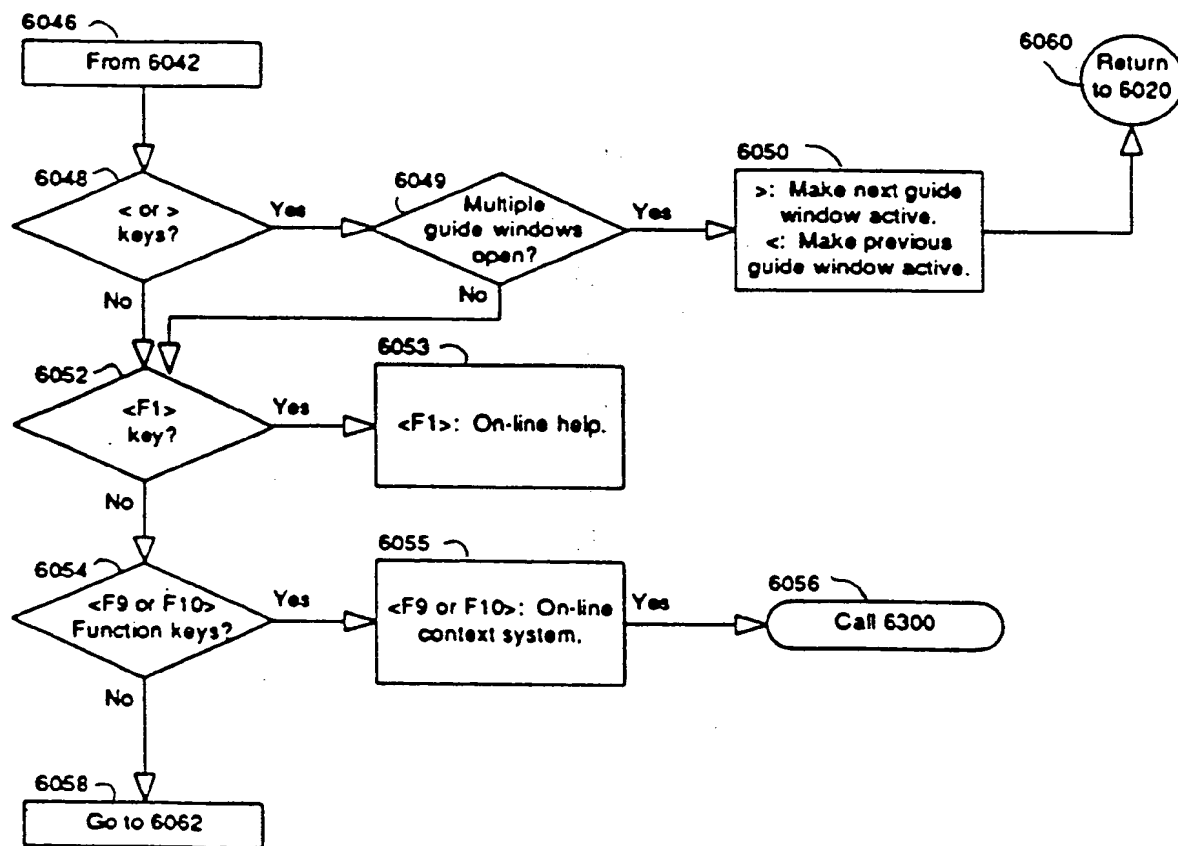 6046
From 6042
6060
Return
to 6020
6048
< or >
keys?
Yes
6049
Multiple
guide windows
open?
Yes
6050
>: Make next guide
window active.
<: Make previous
guide window active.
No
No
6052
<F1>
key?
Yes
6053
<F1>: On-line help.
No
6054
<F9 or F10>
Function keys?
Yes
6055
<F9 or F10>: On-line
context system.
Yes
6056
Call 6300
No
6058
Go to 6062